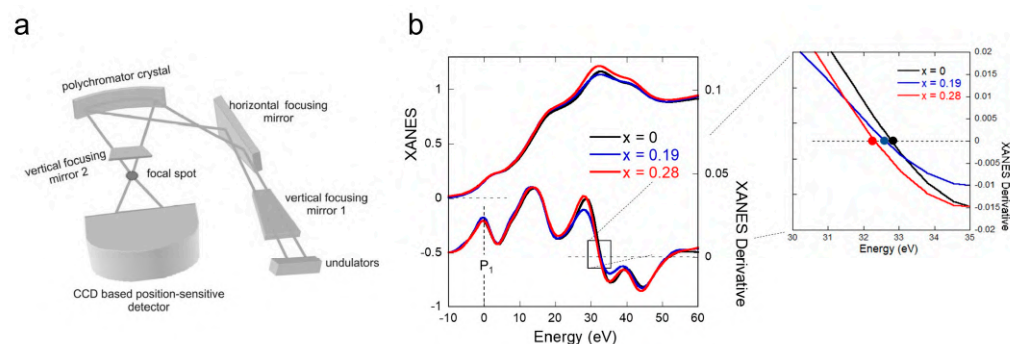 a
polychromator crystal
horizontal focusing
mirror
vertical focusing
mirror 2
focal spot
vertical focusing
mirror 1
undulators
CCD based position-sensitive
detector
b
XANES
1
0.5
0
-0.5
-1
x = 0
x = 0.19
x = 0.28
P1
0.1
0.05
0
XANES Derivative
-10 0 10 20 30 40 50 60
Energy (eV)
x = 0
x = 0.19
x = 0.28
0.02
0.015
0.01
0.005
0
-0.005
-0.01
-0.015
-0.02
XANES Derivative
30 31 32 33 34 35
Energy (eV)